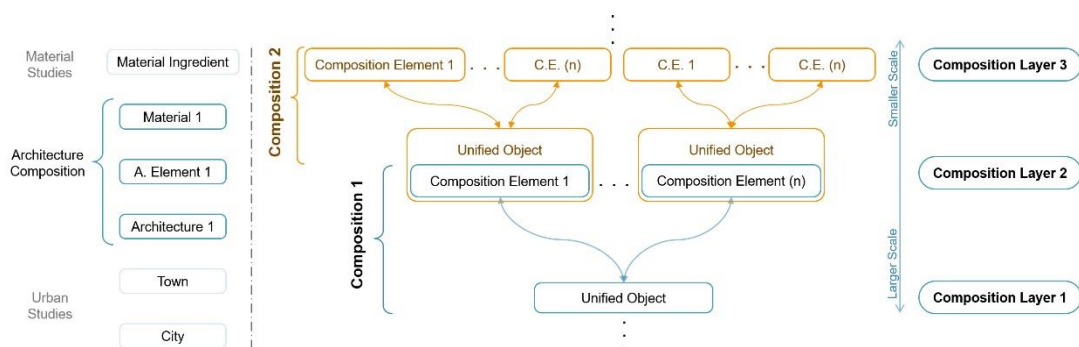 Material
Studies
Material Ingredient
Architecture
Composition
Material 1
A. Element 1
Architecture 1
Urban
Studies
Town
City
Composition 2
Composition Element 1
. . .
C.E. (n)
C.E. 1
. . .
C.E. (n)
Unified Object
Composition Element 1
. . .
Unified Object
Composition Element (n)
Composition 1
Unified Object
Smaller Scale
Larger Scale
Composition Layer 3
Composition Layer 2
Composition Layer 1